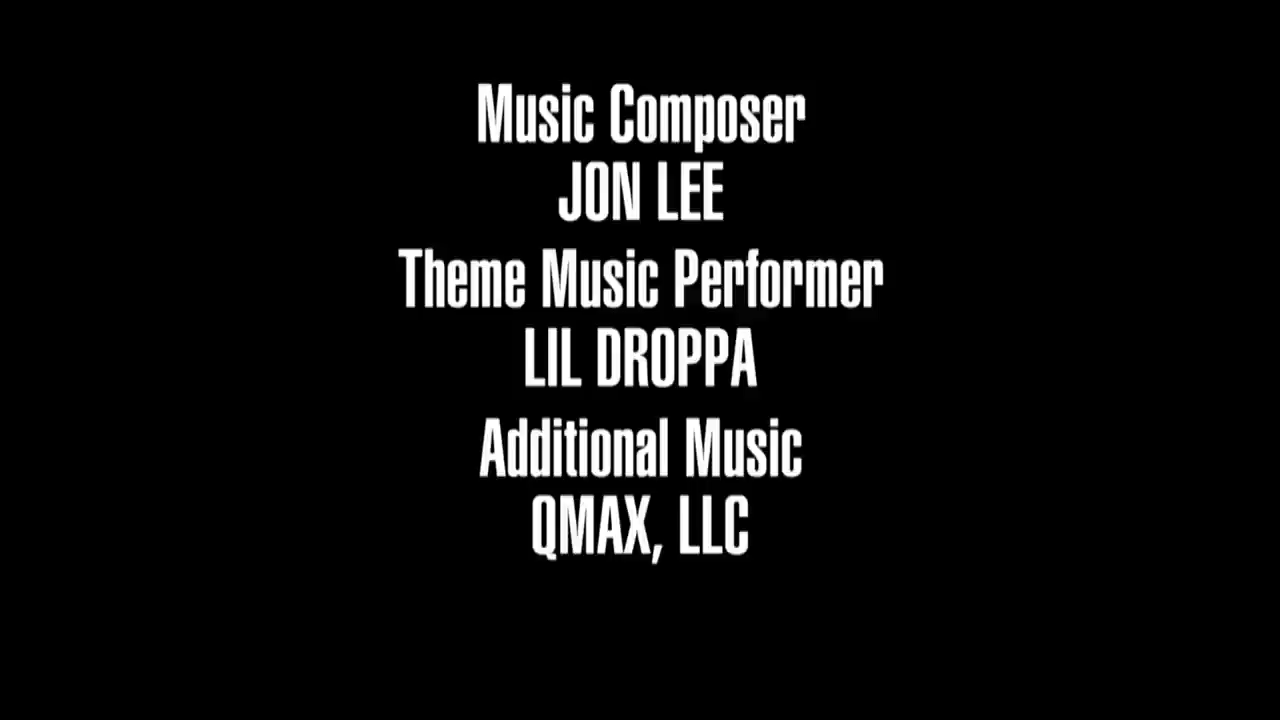 Music Composer
JON LEE
Theme Music Performer
LIL DROPPA
Additional Music
QMAX, LLC